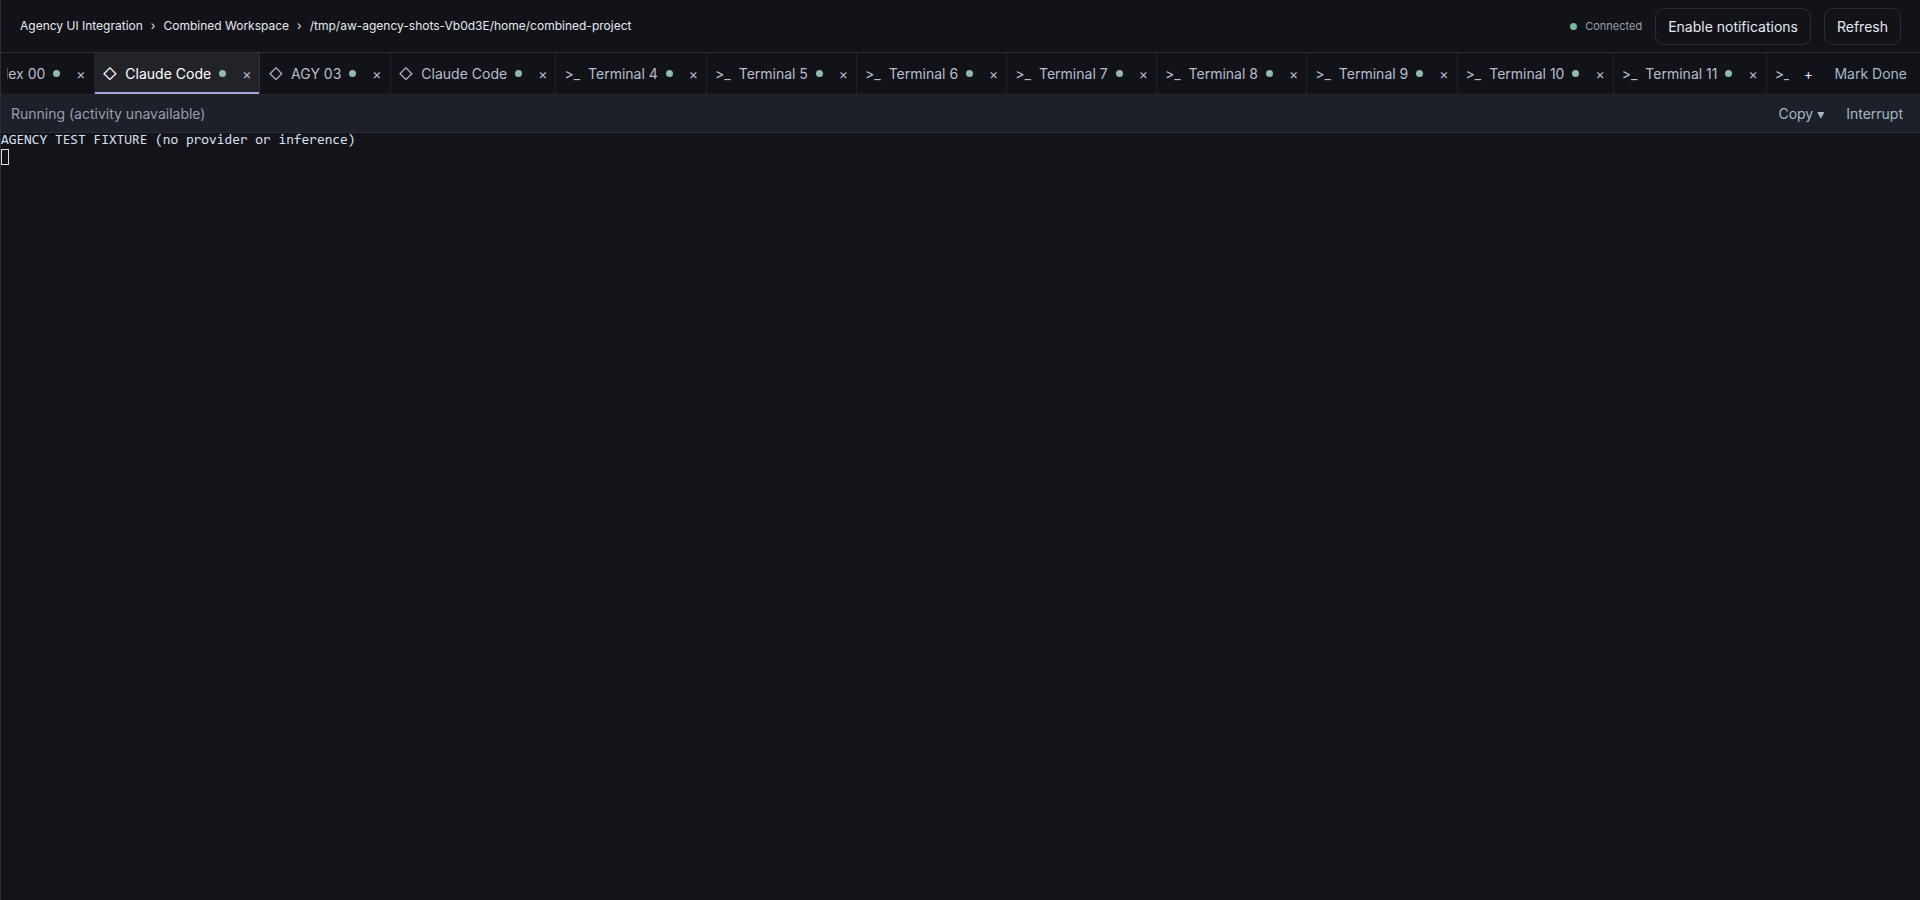 Agency UI Integration › Combined Workspace › /tmp/aw-agency-shots-Vb0d3E/home/combined-project
Connected Enable notifications Refresh
ex 00 × Claude Code × AGY 03 × Claude Code × >_ Terminal 4 × >_ Terminal 5 × >_ Terminal 6 × >_ Terminal 7 × >_ Terminal 8 × >_ Terminal 9 × >_ Terminal 10 × >_ Terminal 11 × >_ + Mark Done
Running (activity unavailable) Copy ▾ Interrupt
AGENCY TEST FIXTURE (no provider or inference)